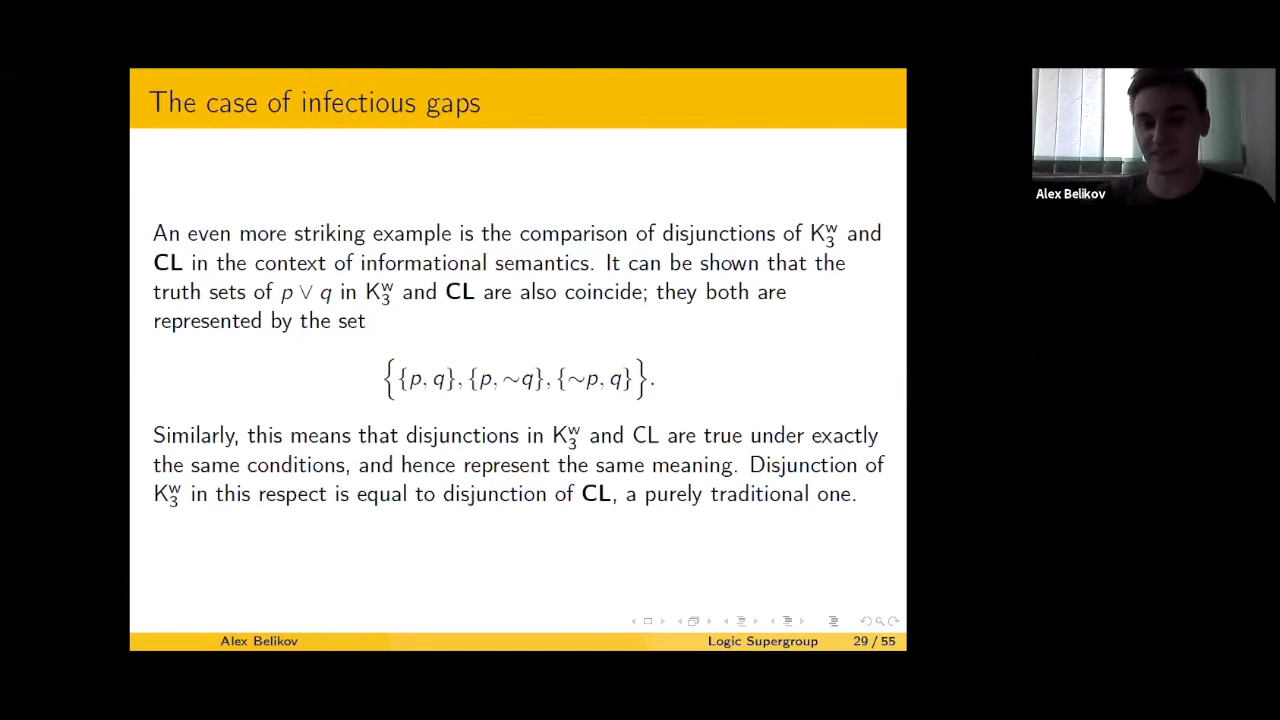 The case of infectious gaps
Alex Belikov
An even more striking example is the comparison of disjunctions of K₃ʷ and
CL in the context of informational semantics. It can be shown that the
truth sets of p ∨ q in K₃ʷ and CL are also coincide; they both are
represented by the set
{{p, q}, {p, ∼q}, {∼p, q}}.
Similarly, this means that disjunctions in K₃ʷ and CL are true under exactly
the same conditions, and hence represent the same meaning. Disjunction of
K₃ʷ in this respect is equal to disjunction of CL, a purely traditional one.
Alex Belikov
Logic Supergroup
29 / 55